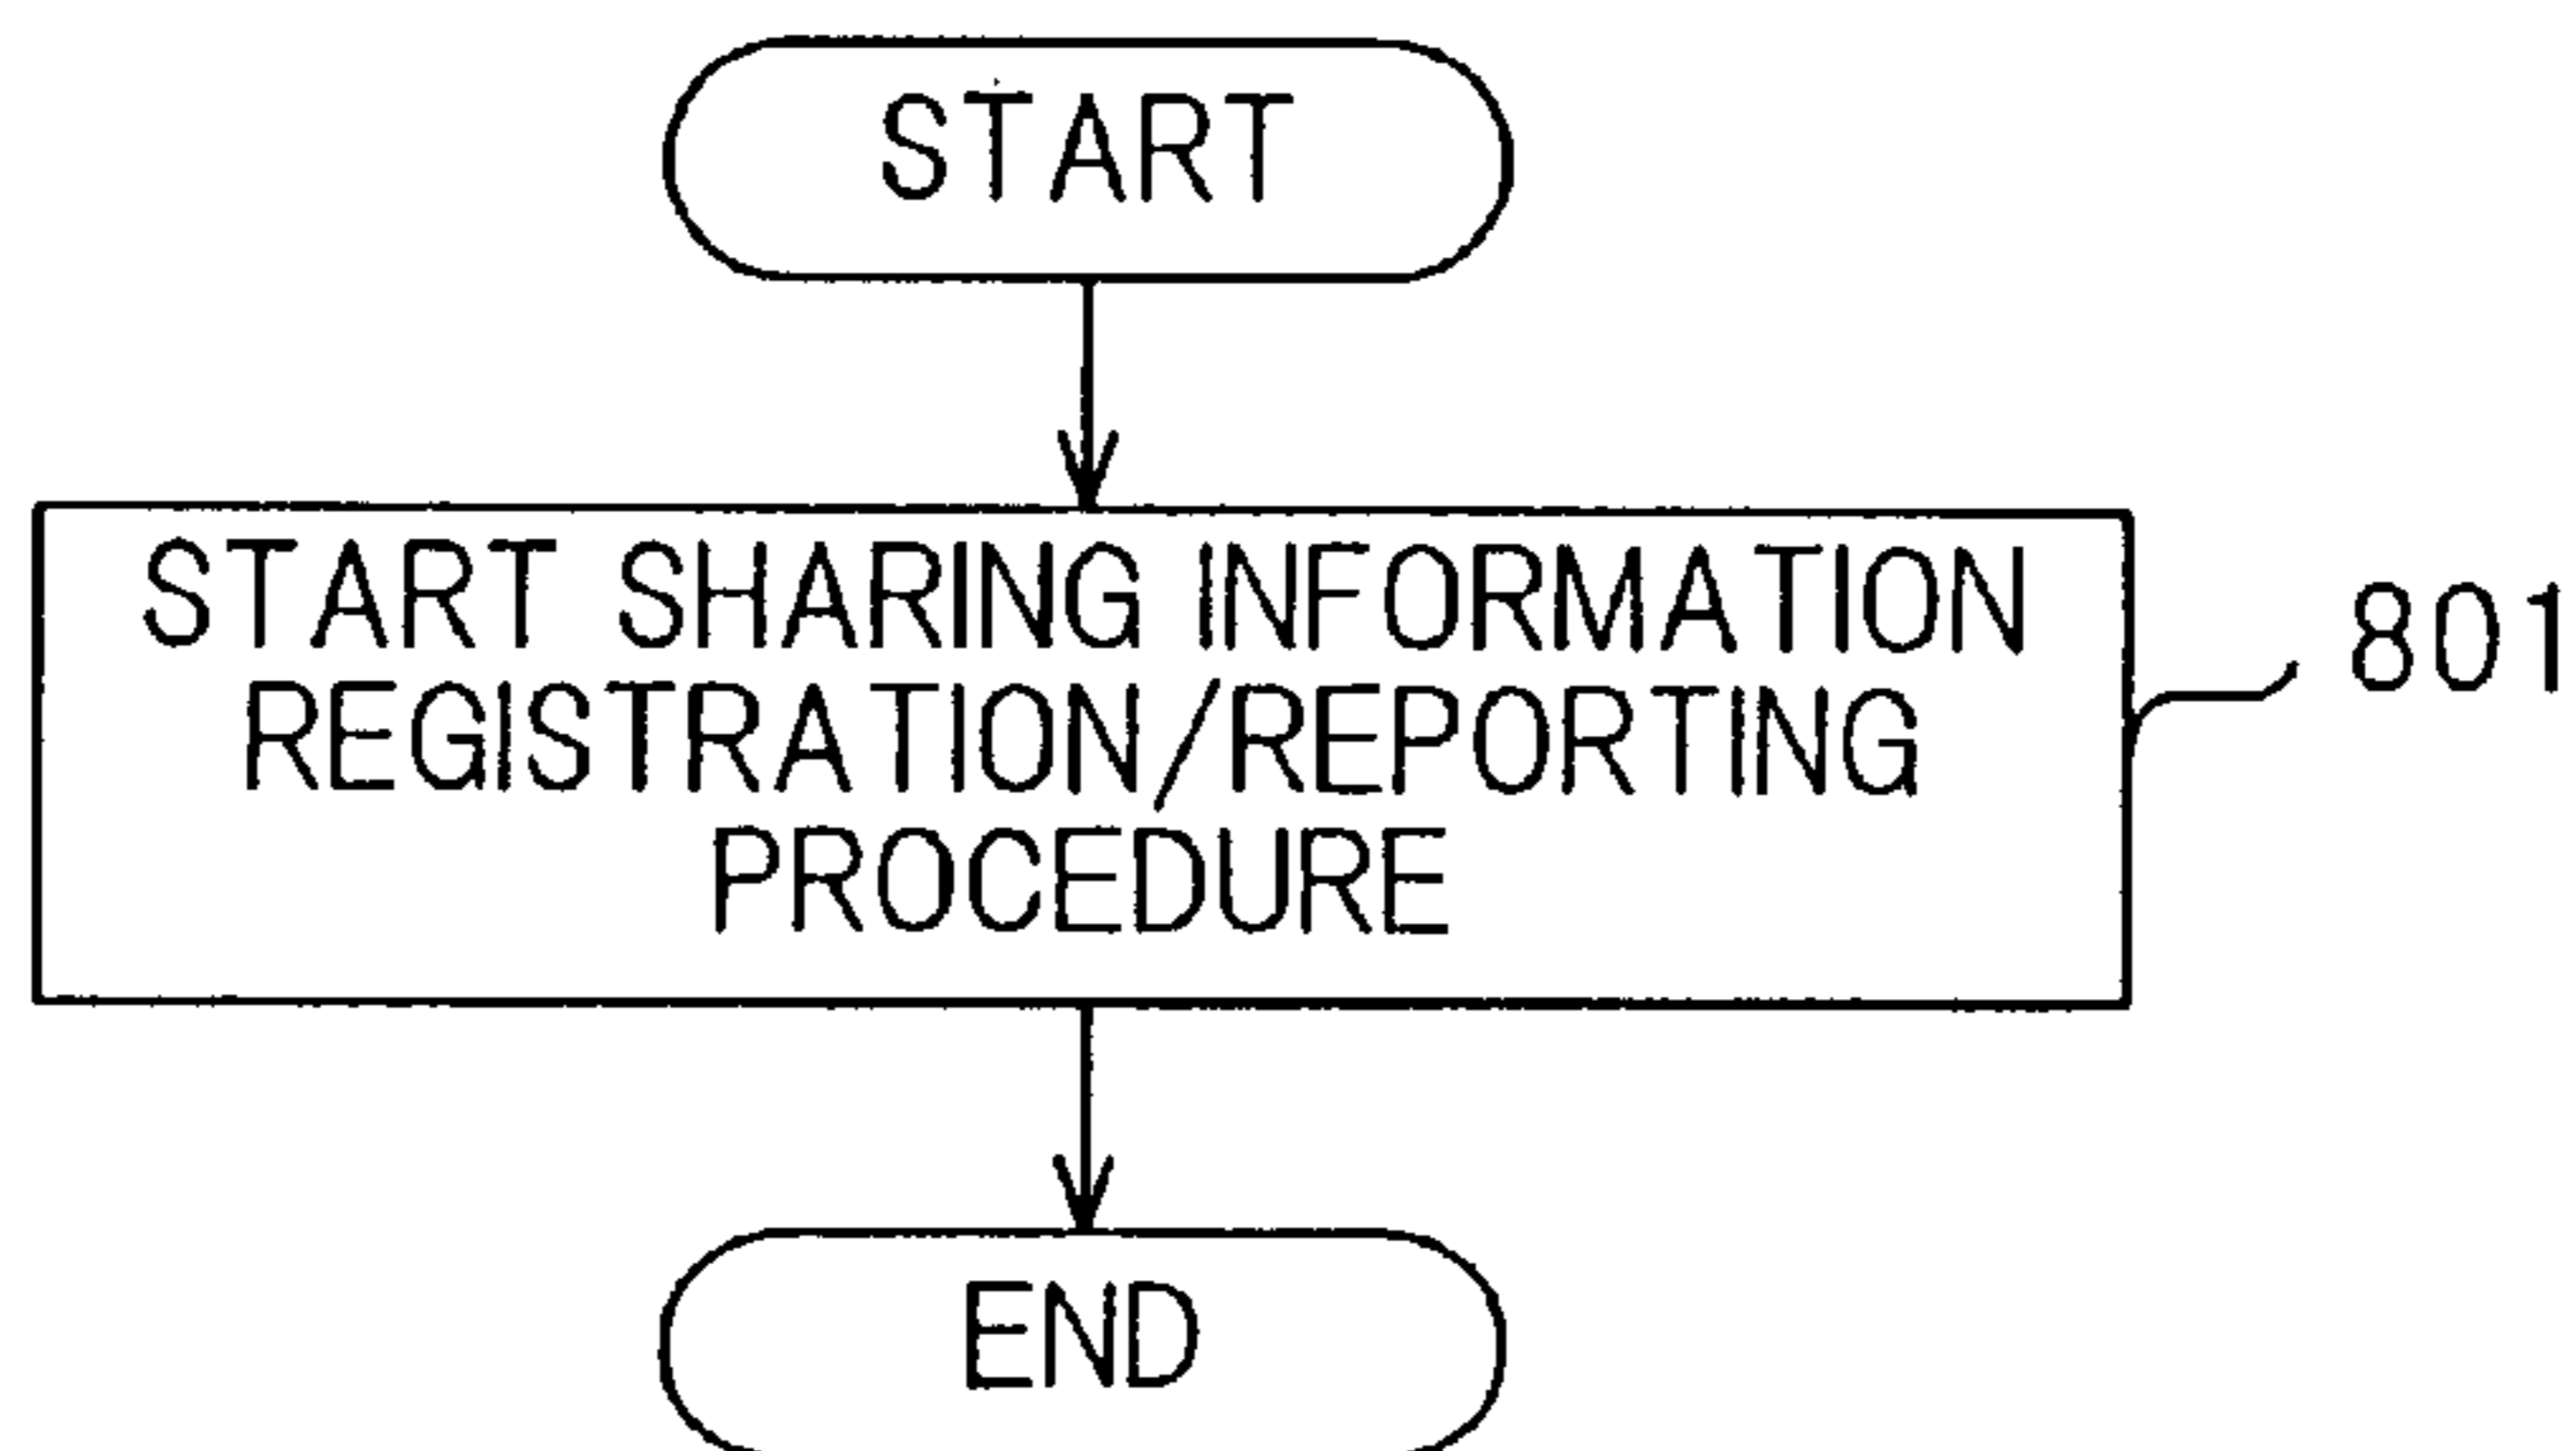 START
START SHARING INFORMATION
REGISTRATION/REPORTING
PROCEDURE
801
END